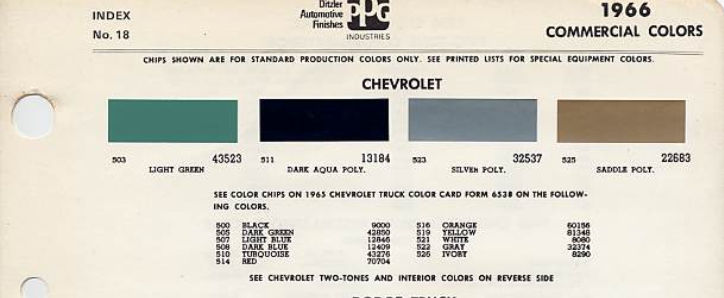 INDEX
No. 18
Ditzler
Automotive
Finishes
PPG
INDUSTRIES
1966
COMMERCIAL COLORS
CHIPS SHOWN ARE FOR STANDARD PRODUCTION COLORS ONLY. SEE PRINTED LISTS FOR SPECIAL EQUIPMENT COLORS.
CHEVROLET
503 43523
LIGHT GREEN
511 13184
DARK AQUA POLY.
523 32537
SILVER POLY.
525 22683
SADDLE POLY.
SEE COLOR CHIPS ON 1965 CHEVROLET TRUCK COLOR CARD FORM 6538 ON THE FOLLOW-
ING COLORS.
500 BLACK 9000
505 DARK GREEN 42850
507 LIGHT BLUE 12846
508 DARK BLUE 12409
510 TURQUOISE 43276
514 RED 70704
516 ORANGE 60156
519 YELLOW 81348
521 WHITE 8080
522 GRAY 32374
526 IVORY 8290
SEE CHEVROLET TWO-TONES AND INTERIOR COLORS ON REVERSE SIDE
DODGE TRUCK